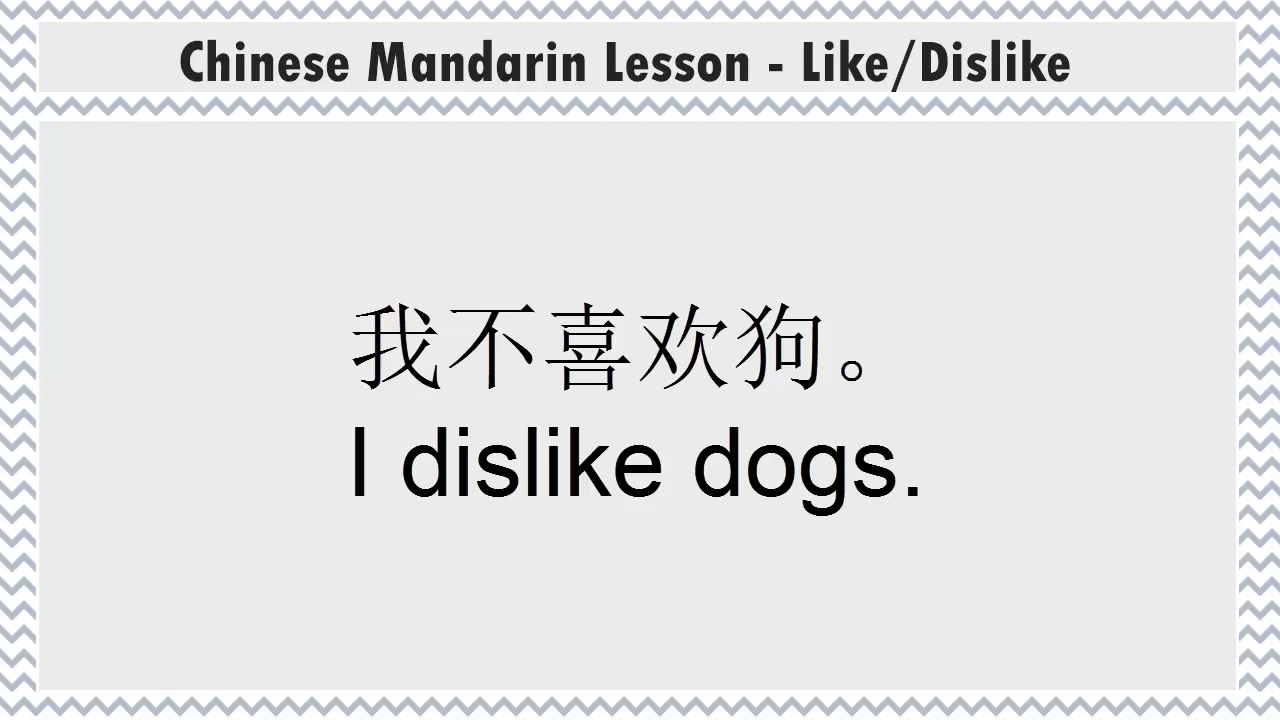 Chinese Mandarin Lesson - Like/Dislike
我不喜欢狗。
I dislike dogs.